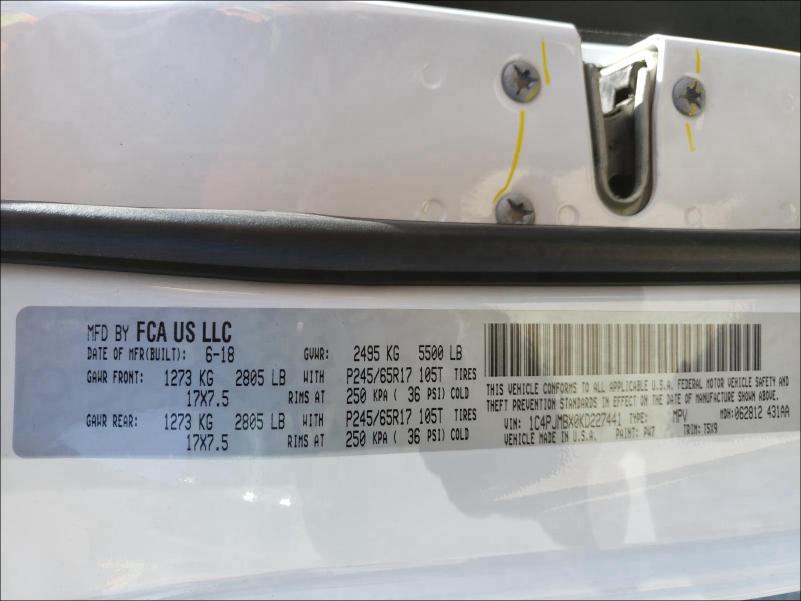 MFD BY FCA US LLC
DATE OF MFR(BUILT): 6-18 GVWR: 2495 KG 5500 LB
GAWR FRONT: 1273 KG 2805 LB WITH P245/65R17 105T TIRES
17X7.5 RIMS AT 250 KPA ( 36 PSI) COLD
GAWR REAR: 1273 KG 2805 LB WITH P245/65R17 105T TIRES
17X7.5 RIMS AT 250 KPA ( 36 PSI) COLD
THIS VEHICLE CONFORMS TO ALL APPLICABLE U.S.A. FEDERAL MOTOR VEHICLE SAFETY AND
THEFT PREVENTION STANDARDS IN EFFECT ON THE DATE OF MANUFACTURE SHOWN ABOVE.
VIN: 1C4PJMBX0KD227441 TYPE: MPV MDH: 062812 431AA
VEHICLE MADE IN U.S.A. PAINT: PW7 TRIM: T5X9